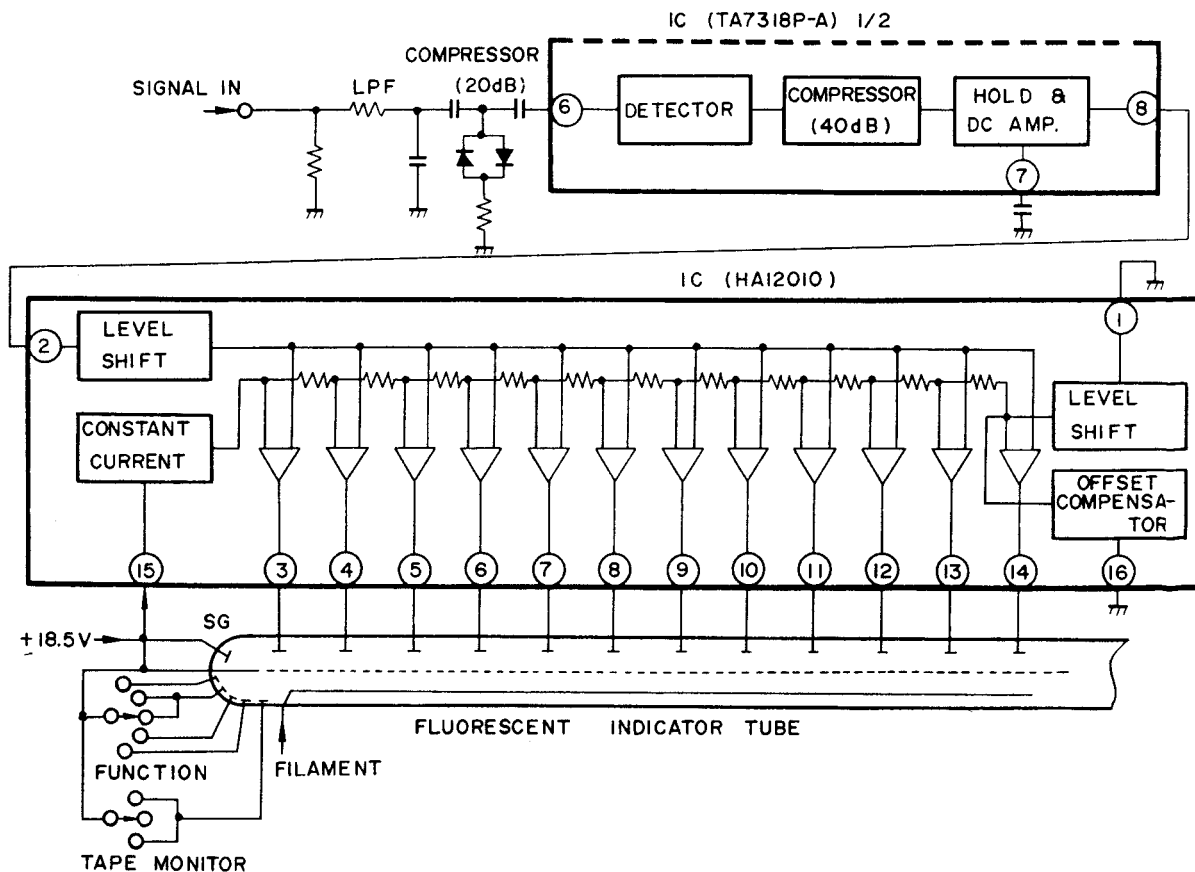 IC (TA7318P-A) 1/2
COMPRESSOR
(20dB)
SIGNAL IN
LPF
6
DETECTOR
COMPRESSOR
(40dB)
HOLD &
DC AMP.
8
7
IC (HA12010)
1
2
LEVEL
SHIFT
CONSTANT
CURRENT
LEVEL
SHIFT
OFFSET
COMPENSA-
TOR
15
3
4
5
6
7
8
9
10
11
12
13
14
16
SG
±18.5V
FLUORESCENT INDICATOR TUBE
FUNCTION
FILAMENT
TAPE MONITOR